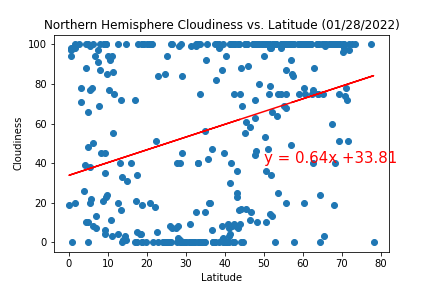 Northern Hemisphere Cloudiness vs. Latitude (01/28/2022)
100
80
60
40
20
0
Cloudiness
y = 0.64x +33.81
0 10 20 30 40 50 60 70 80
Latitude